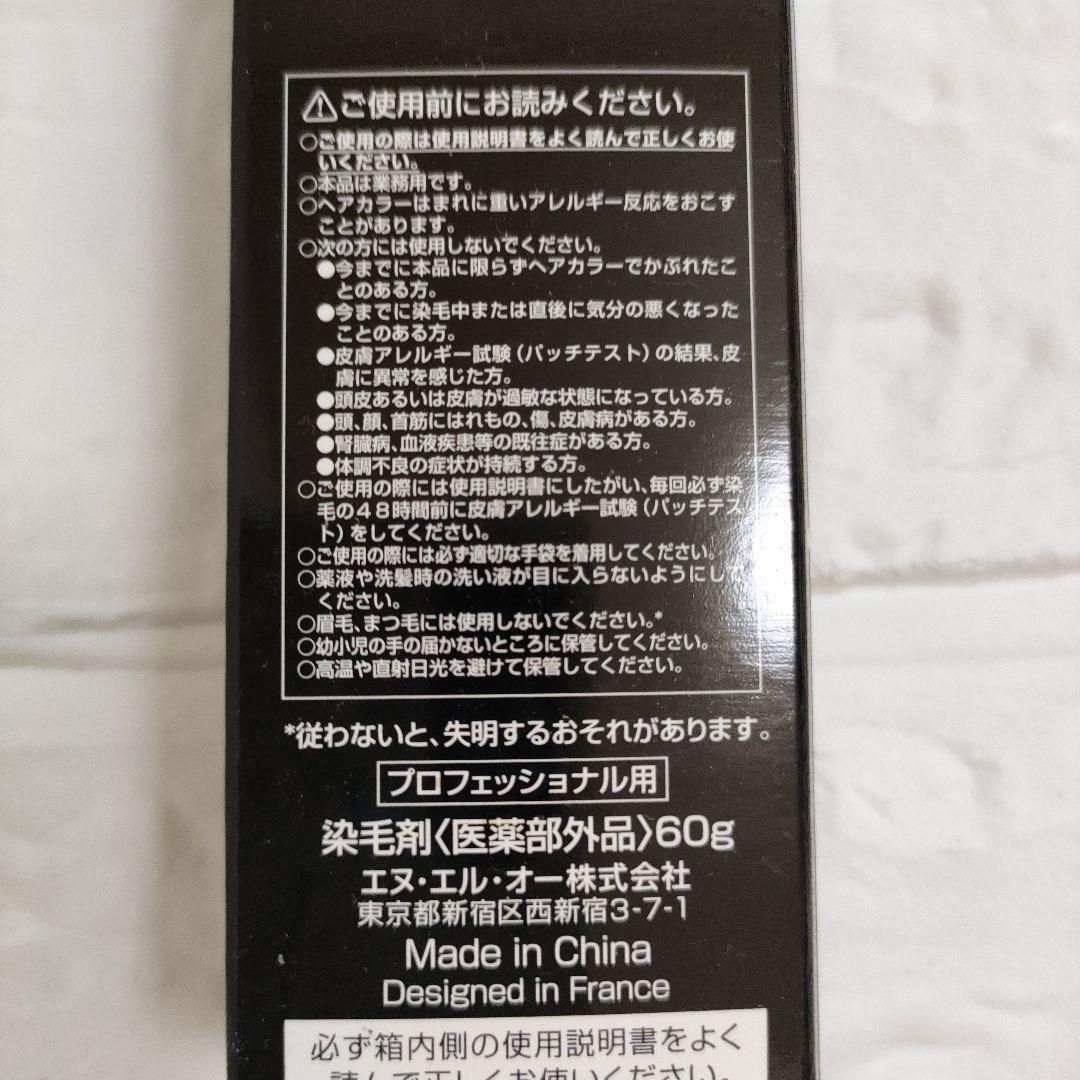 ⚠ご使用前にお読みください。
○ご使用の際は使用説明書をよく読んで正しくお使
いください。
○本品は業務用です。
○ヘアカラーはまれに重いアレルギー反応をおこす
ことがあります。
○次の方には使用しないでください。
●今までに本品に限らずヘアカラーでかぶれたこ
とのある方。
●今までに染毛中または直後に気分の悪くなった
ことのある方。
●皮膚アレルギー試験(パッチテスト)の結果、皮
膚に異常を感じた方。
●頭皮あるいは皮膚が過敏な状態になっている方。
●頭、顔、首筋にはれもの、傷、皮膚病がある方。
●腎臓病、血液疾患等の既往症がある方。
●体調不良の症状が持続する方。
○ご使用の際には使用説明書にしたがい、毎回必ず染
毛の48時間前に皮膚アレルギー試験(パッチテス
ト)をしてください。
○ご使用の際には必ず適切な手袋を着用してください。
○薬液や洗髪時の洗い液が目に入らないようにして
ください。
○眉毛、まつ毛には使用しないでください。*
○幼小児の手の届かないところに保管してください。
○高温や直射日光を避けて保管してください。
*従わないと、失明するおそれがあります。
プロフェッショナル用
染毛剤〈医薬部外品〉60g
エヌ・エル・オー株式会社
東京都新宿区西新宿3-7-1
Made in China
Designed in France
必ず箱内側の使用説明書をよく
読んで正しくお使いください。